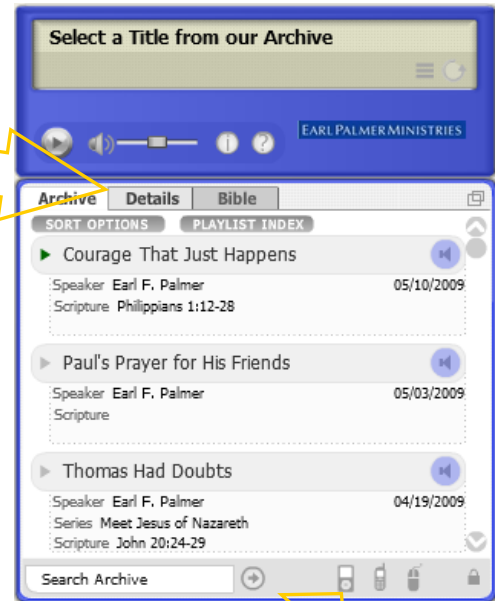 Select a Title from our Archive
EARL PALMER MINISTRIES
Archive Details Bible
SORT OPTIONS PLAYLIST INDEX
Courage That Just Happens
Speaker Earl F. Palmer 05/10/2009
Scripture Philippians 1:12-28
Paul's Prayer for His Friends
Speaker Earl F. Palmer 05/03/2009
Scripture
Thomas Had Doubts
Speaker Earl F. Palmer 04/19/2009
Series Meet Jesus of Nazareth
Scripture John 20:24-29
Search Archive